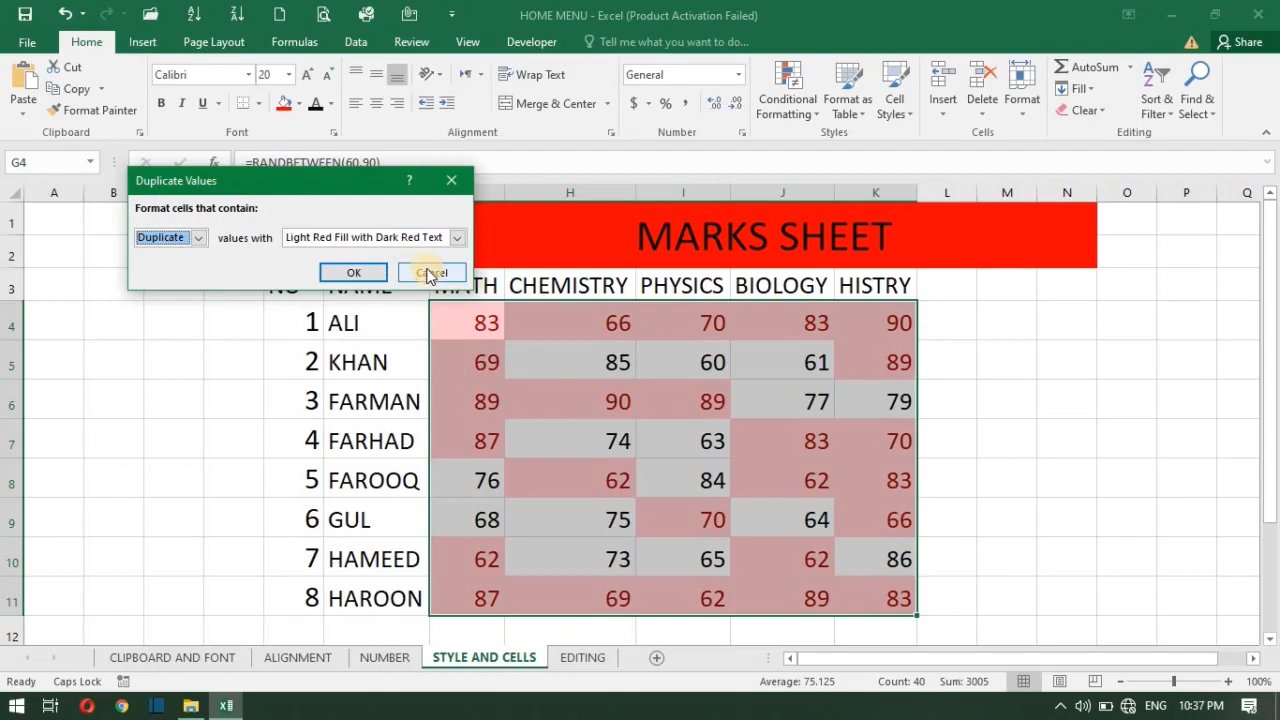 HOME MENU - Excel (Product Activation Failed)
File Home Insert Page Layout Formulas Data Review View Developer Tell me what you want to do... Share
Paste Cut Copy Format Painter Clipboard
Calibri 20 B I U A Font
Wrap Text Merge & Center Alignment
General $ % , Number
Conditional Formatting Format as Table Cell Styles Styles
Insert Delete Format Cells
AutoSum Fill Clear Sort & Filter Find & Select Editing
G4 fx =RANDBETWEEN(60,90)
Duplicate Values ?
Format cells that contain:
Duplicate values with Light Red Fill with Dark Red Text
OK Cancel
A B H I J K L M N O P Q
1 MARKS SHEET
2
3 NAME MATH CHEMISTRY PHYSICS BIOLOGY HISTRY
4 1 ALI 83 66 70 83 90
5 2 KHAN 69 85 60 61 89
6 3 FARMAN 89 90 89 77 79
7 4 FARHAD 87 74 63 83 70
8 5 FAROOQ 76 62 84 62 83
9 6 GUL 68 75 70 64 66
10 7 HAMEED 62 73 65 62 86
11 8 HAROON 87 69 62 89 83
12
CLIPBOARD AND FONT ALIGNMENT NUMBER STYLE AND CELLS EDITING
Ready Caps Lock Average: 75.125 Count: 40 Sum: 3005 100%
ENG 10:37 PM